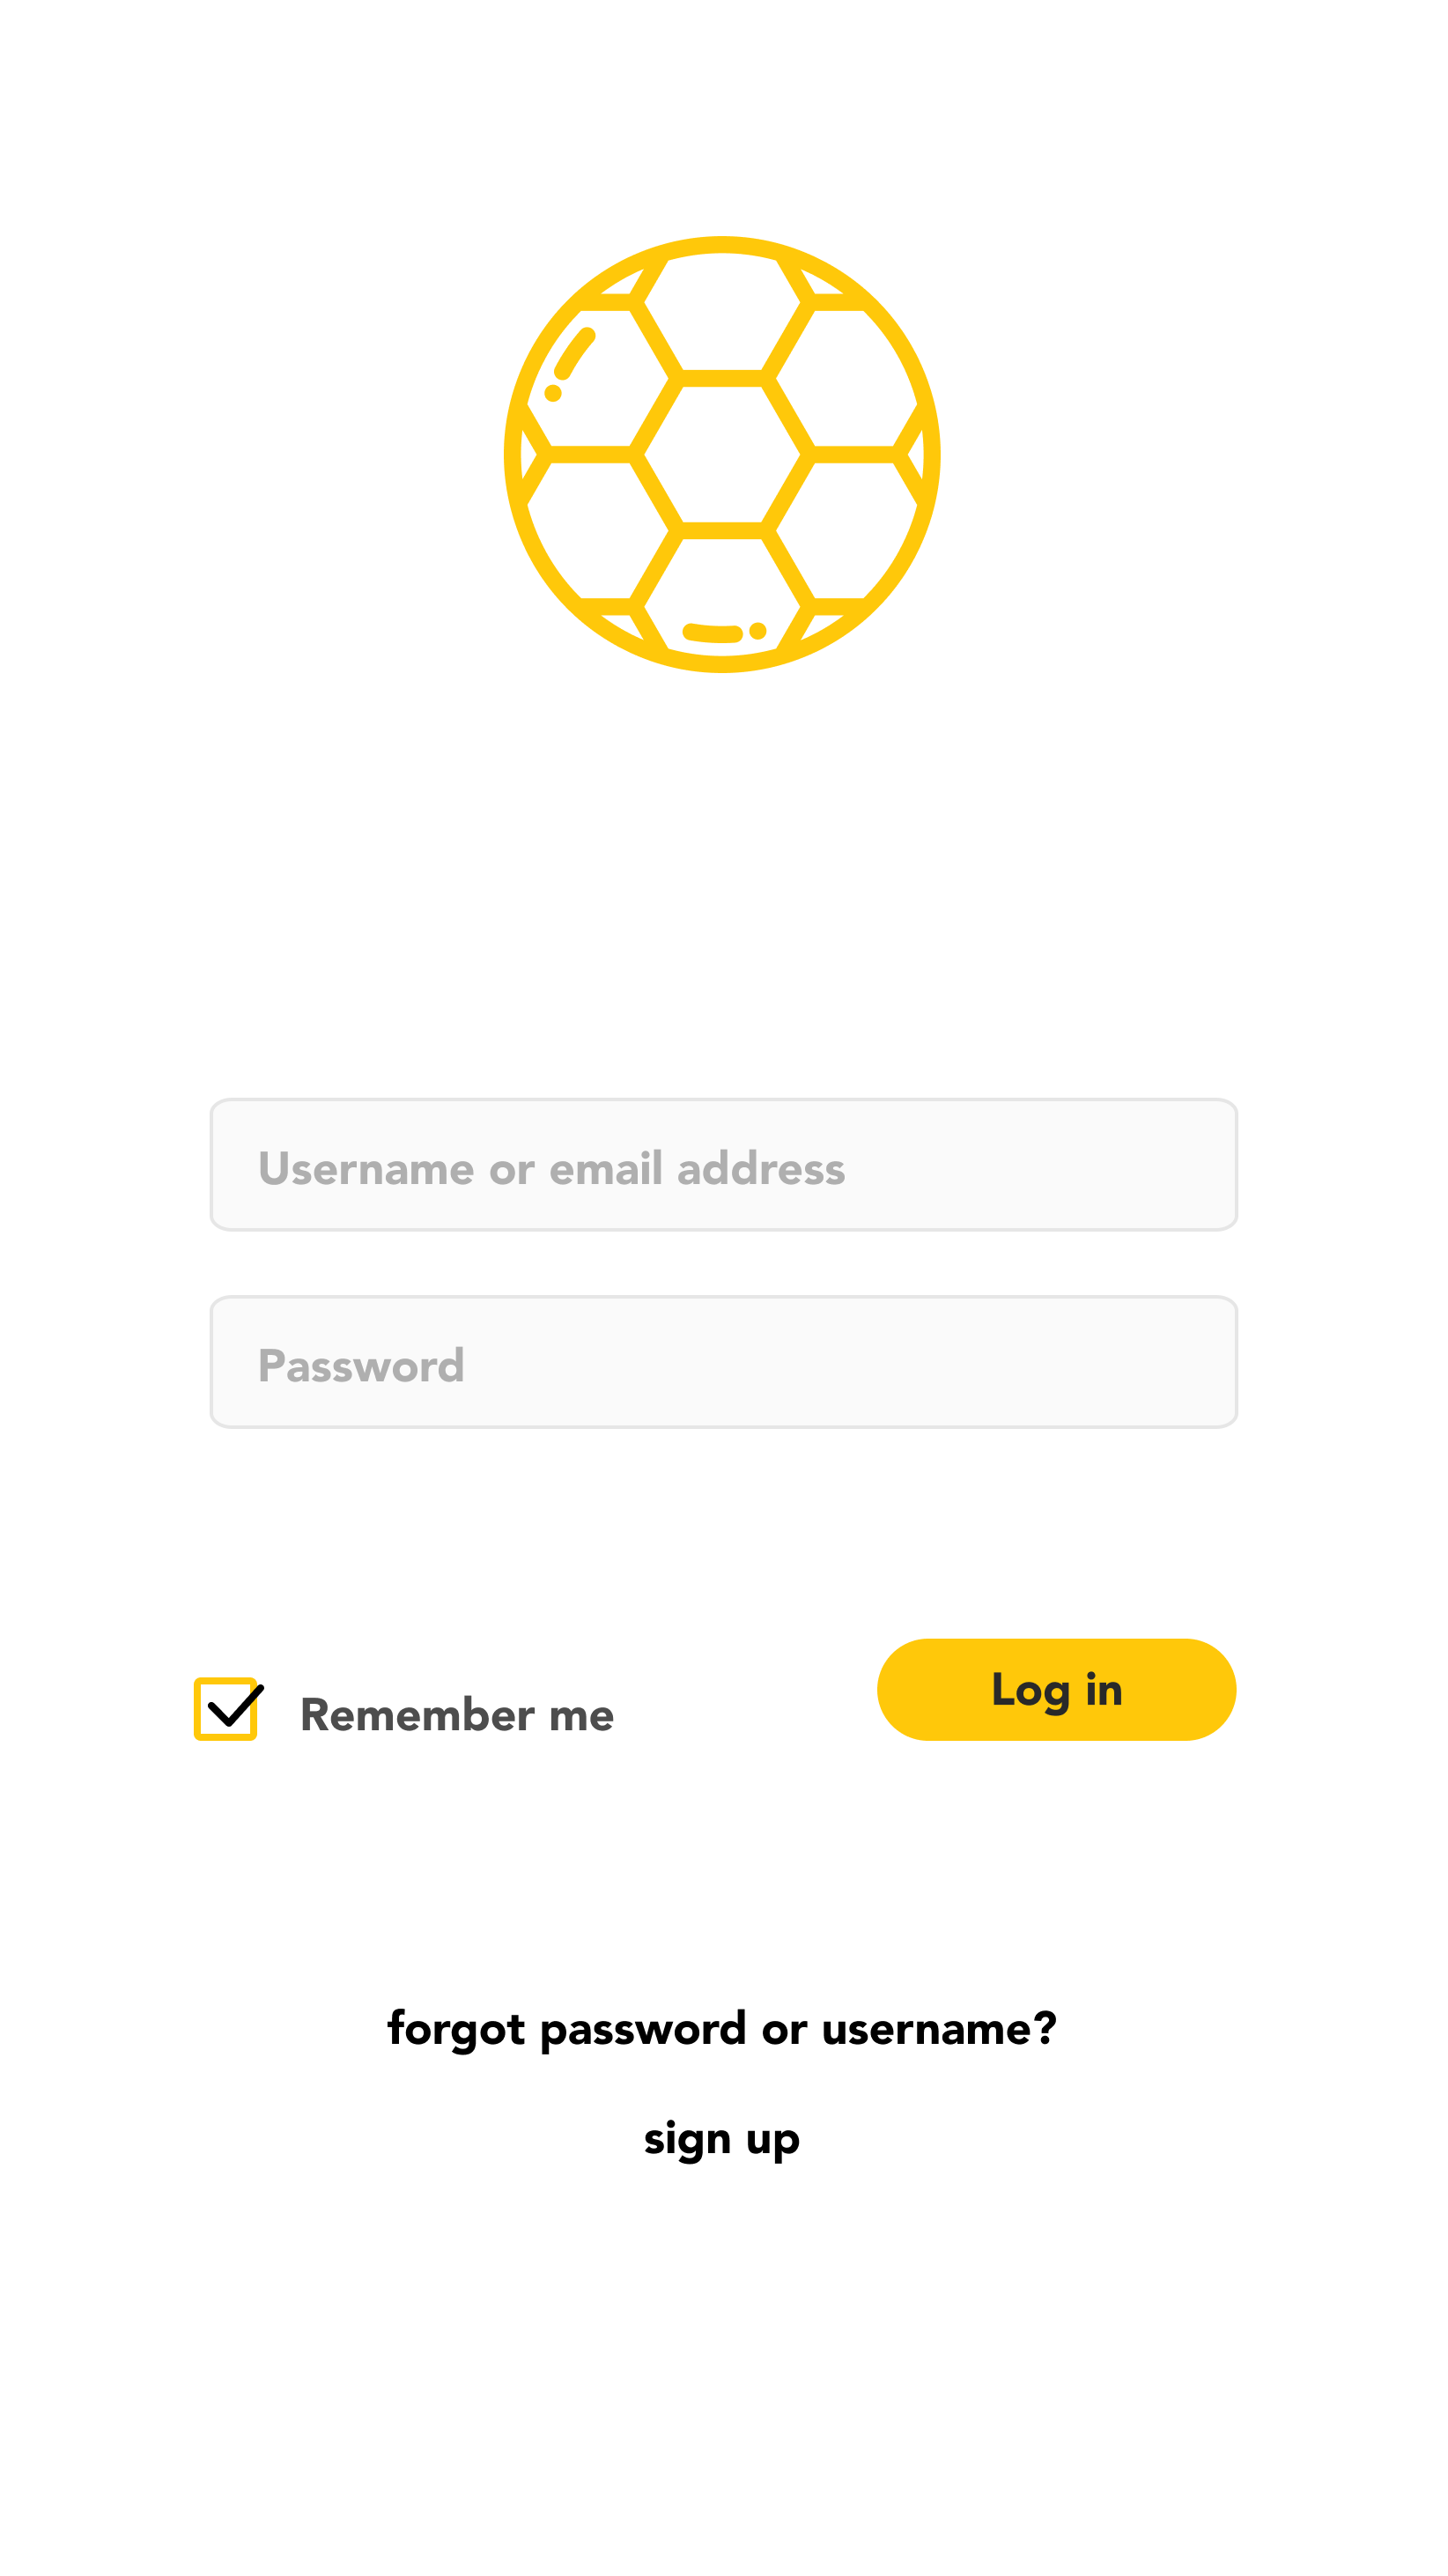 Username or email address
Password
Remember me
Log in
forgot password or username?
sign up